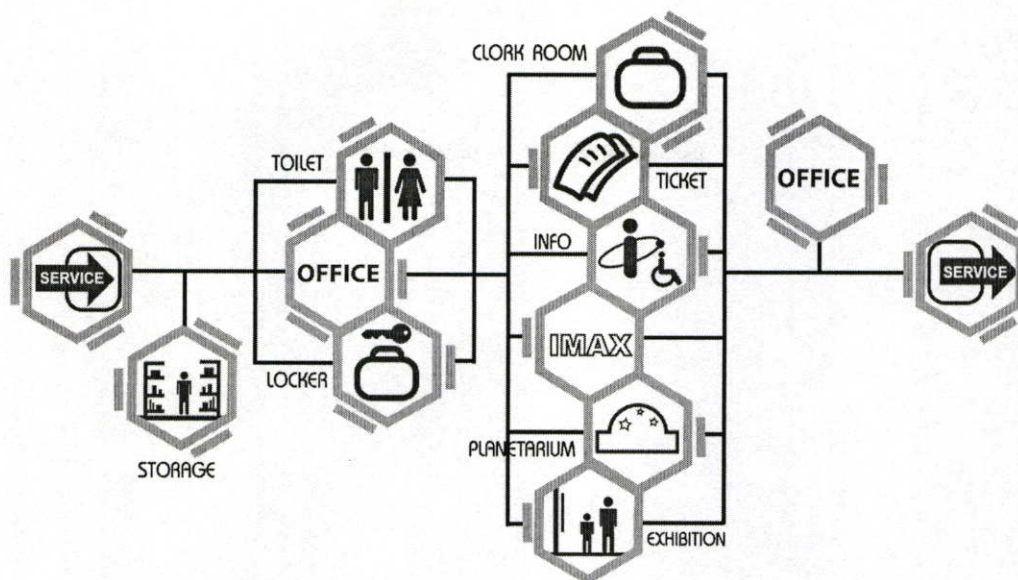 CLORK ROOM
TICKET
OFFICE
TOILET
INFO
OFFICE
SERVICE
SERVICE
IMAX
LOCKER
PLANETARIUM
STORAGE
EXHIBITION